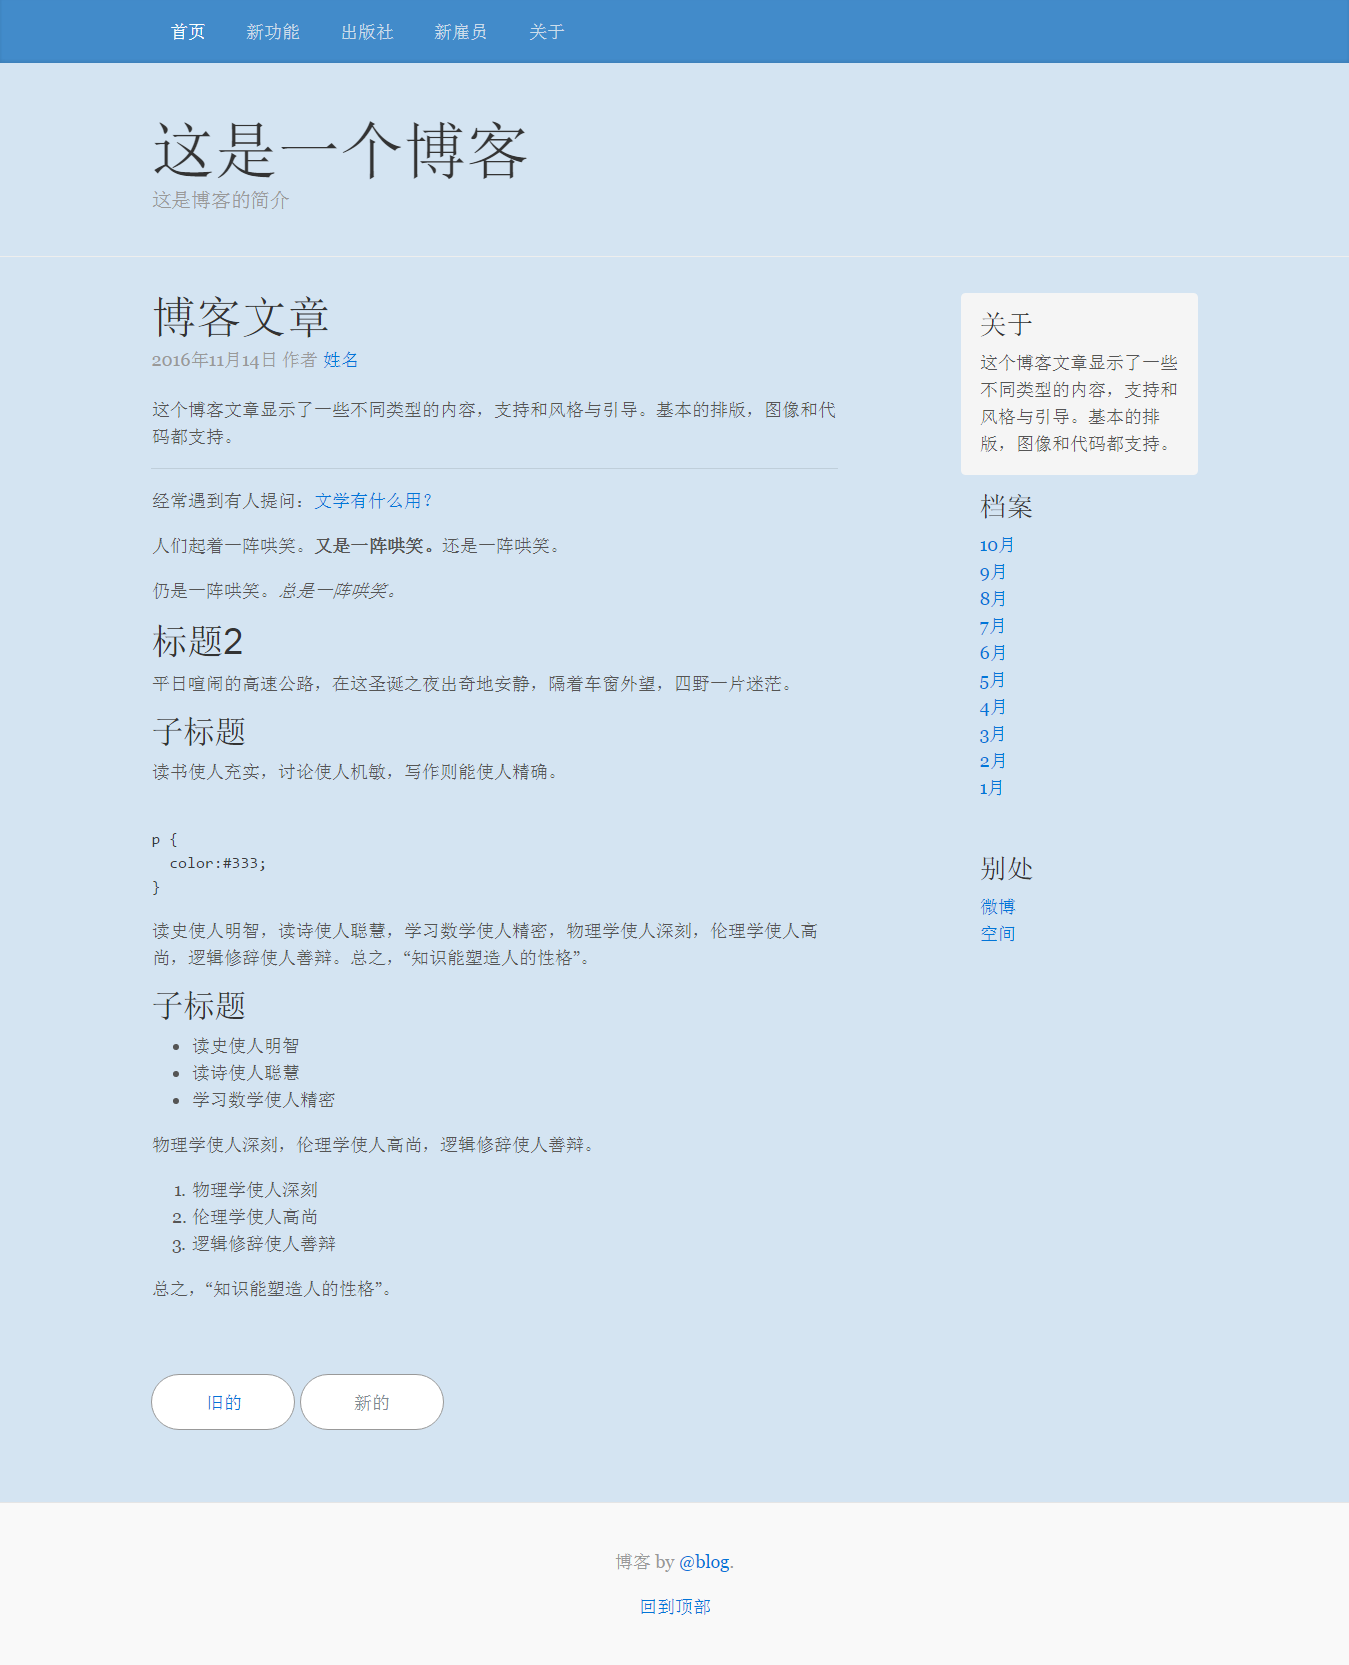 首页 新功能 出版社 新雇员 关于
这是一个博客
这是博客的简介
博客文章
2016年11月14日 作者 姓名
这个博客文章显示了一些不同类型的内容，支持和风格与引导。基本的排版，图像和代
码都支持。
经常遇到有人提问：文学有什么用？
人们起着一阵哄笑。又是一阵哄笑。还是一阵哄笑。
仍是一阵哄笑。总是一阵哄笑。
标题2
平日喧闹的高速公路，在这圣诞之夜出奇地安静，隔着车窗外望，四野一片迷茫。
子标题
读书使人充实，讨论使人机敏，写作则能使人精确。
p {
  color:#333;
}
读史使人明智，读诗使人聪慧，学习数学使人精密，物理学使人深刻，伦理学使人高
尚，逻辑修辞使人善辩。总之，“知识能塑造人的性格”。
子标题
• 读史使人明智
• 读诗使人聪慧
• 学习数学使人精密
物理学使人深刻，伦理学使人高尚，逻辑修辞使人善辩。
1. 物理学使人深刻
2. 伦理学使人高尚
3. 逻辑修辞使人善辩
总之，“知识能塑造人的性格”。
旧的 新的
关于
这个博客文章显示了一些
不同类型的内容，支持和
风格与引导。基本的排
版，图像和代码都支持。
档案
10月
9月
8月
7月
6月
5月
4月
3月
2月
1月
别处
微博
空间
博客 by @blog.
回到顶部